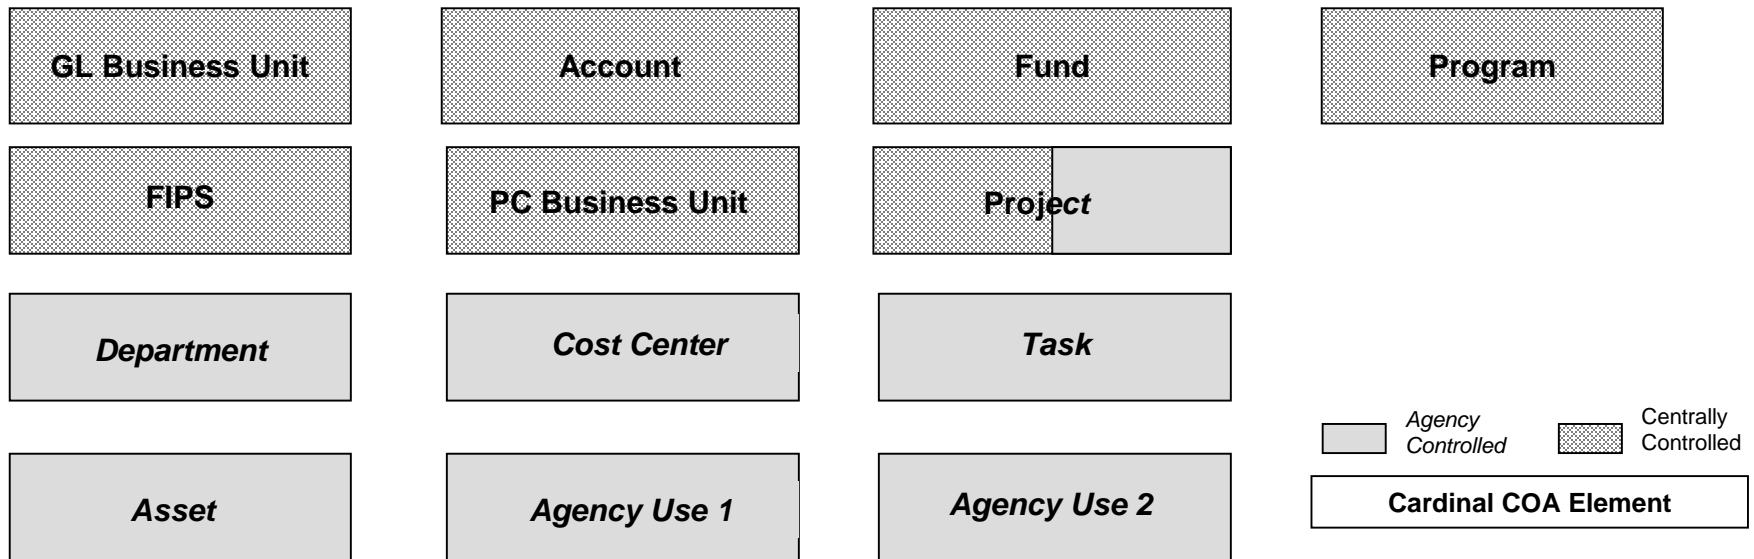 GL Business Unit
Account
Fund
Program
FIPS
PC Business Unit
Project
Department
Cost Center
Task
Agency
Controlled
Centrally
Controlled
Asset
Agency Use 1
Agency Use 2
Cardinal COA Element